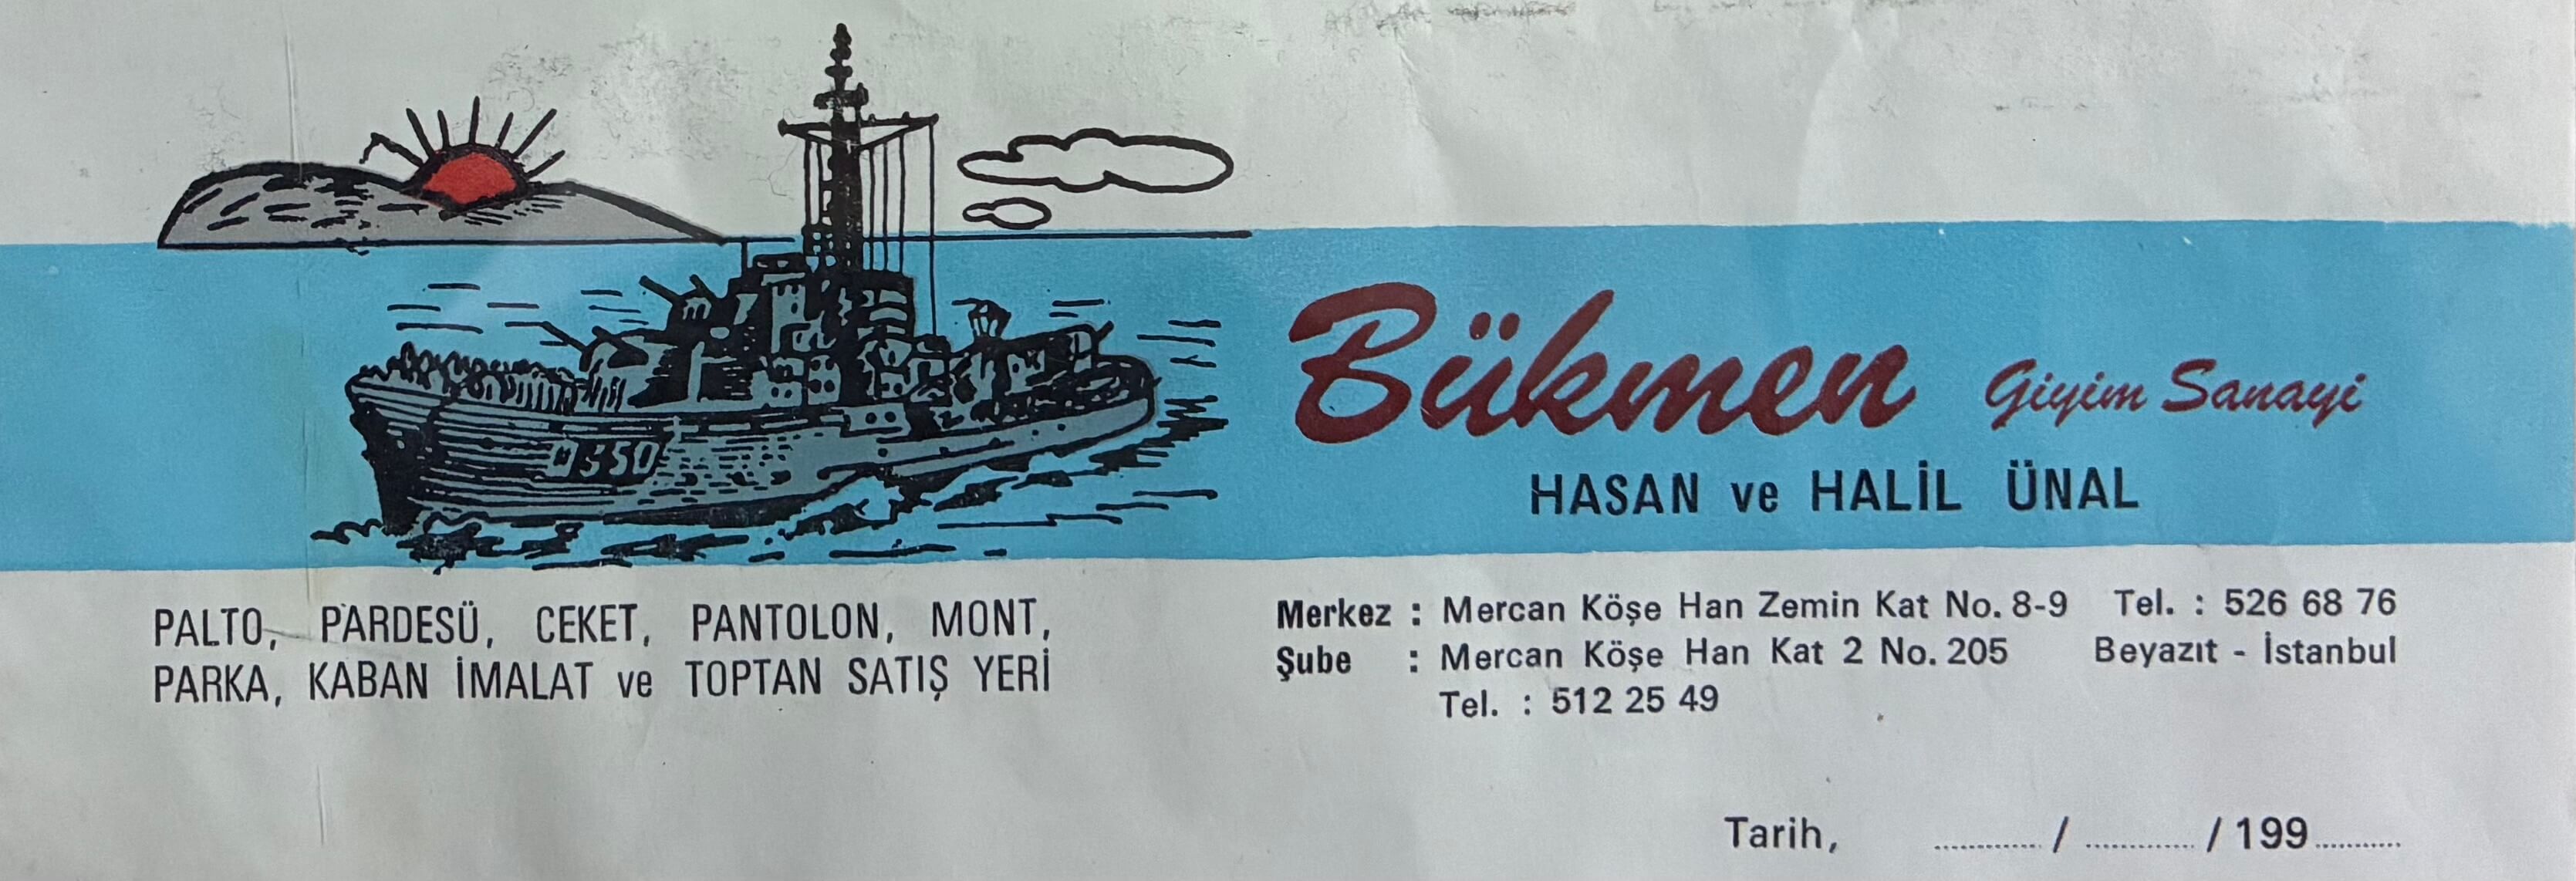 Bükmen Giyim Sanayi
HASAN ve HALİL ÜNAL
PALTO, PARDESÜ, CEKET, PANTOLON, MONT,
PARKA, KABAN İMALAT ve TOPTAN SATIŞ YERİ
Merkez : Mercan Köşe Han Zemin Kat No. 8-9 Tel. : 526 68 76
Şube : Mercan Köşe Han Kat 2 No. 205 Beyazıt - İstanbul
Tel. : 512 25 49
Tarih, ............ / ............ / 199..........